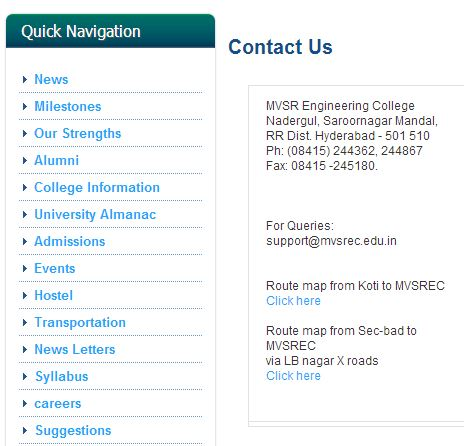 Quick Navigation
News
Milestones
Our Strengths
Alumni
College Information
University Almanac
Admissions
Events
Hostel
Transportation
News Letters
Syllabus
careers
Suggestions
Contact Us
MVSR Engineering College
Nadergul, Saroornagar Mandal,
RR Dist. Hyderabad - 501 510
Ph: (08415) 244362, 244867
Fax: 08415 -245180.
For Queries:
support@mvsrec.edu.in
Route map from Koti to MVSREC
Click here
Route map from Sec-bad to
MVSREC
via LB nagar X roads
Click here